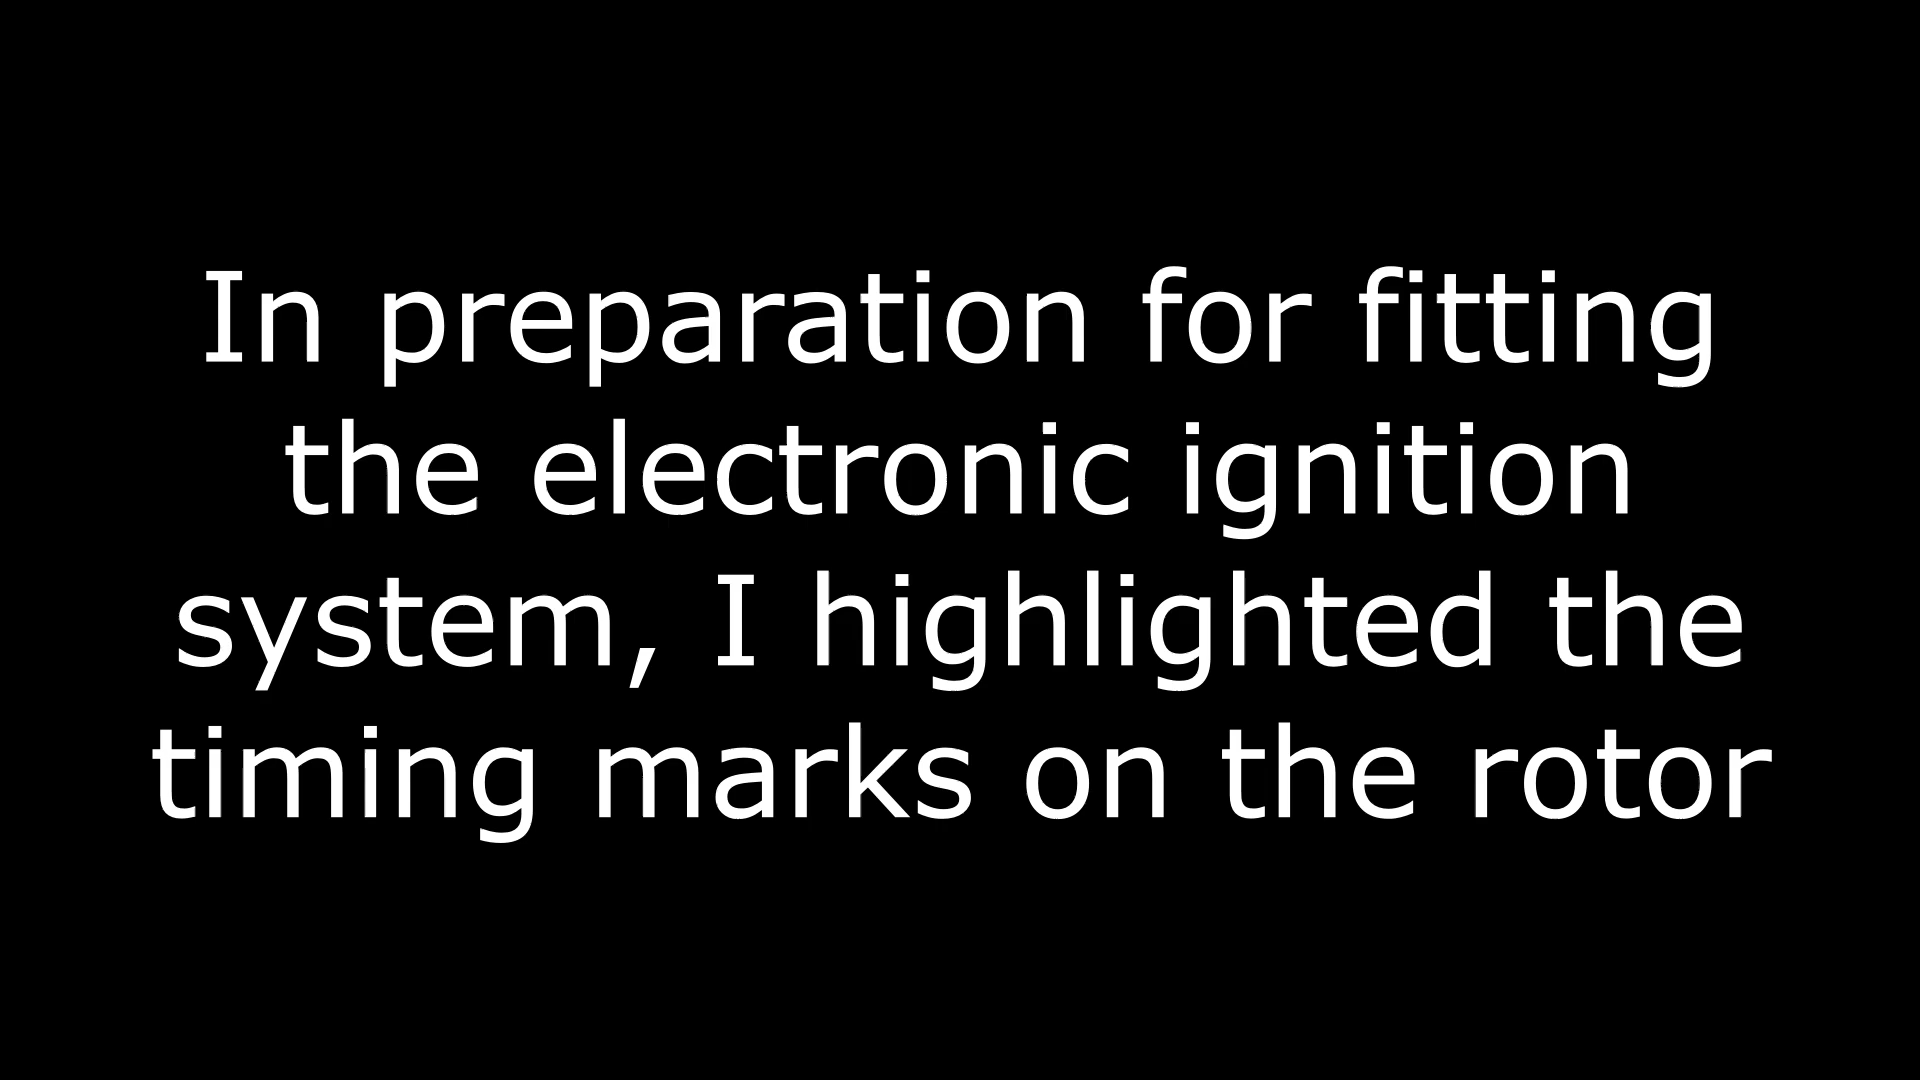 In preparation for fitting
the electronic ignition
system, I highlighted the
timing marks on the rotor